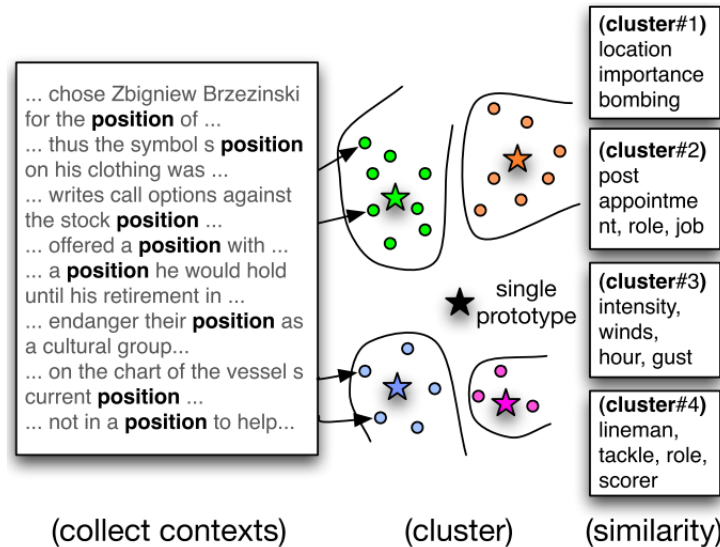 ... chose Zbigniew Brzezinski
for the position of ...
... thus the symbol s position
on his clothing was ...
... writes call options against
the stock position ...
... offered a position with ...
... a position he would hold
until his retirement in ...
... endanger their position as
a cultural group...
... on the chart of the vessel s
current position ...
... not in a position to help...
(collect contexts)
single
prototype
(cluster)
(cluster#1)
location
importance
bombing
(cluster#2)
post
appointme
nt, role, job
(cluster#3)
intensity,
winds,
hour, gust
(cluster#4)
lineman,
tackle, role,
scorer
(similarity)